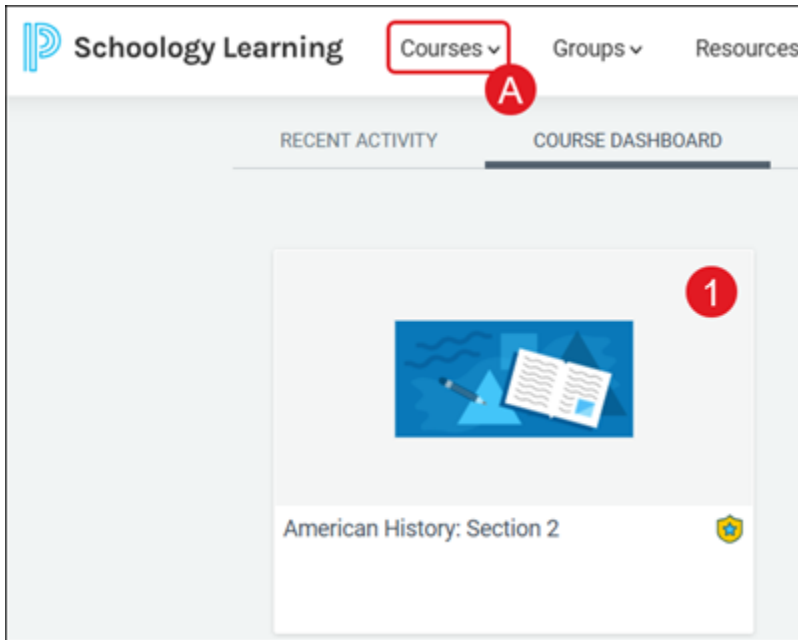 Schoology Learning Courses Groups Resources
A
RECENT ACTIVITY COURSE DASHBOARD
1
American History: Section 2